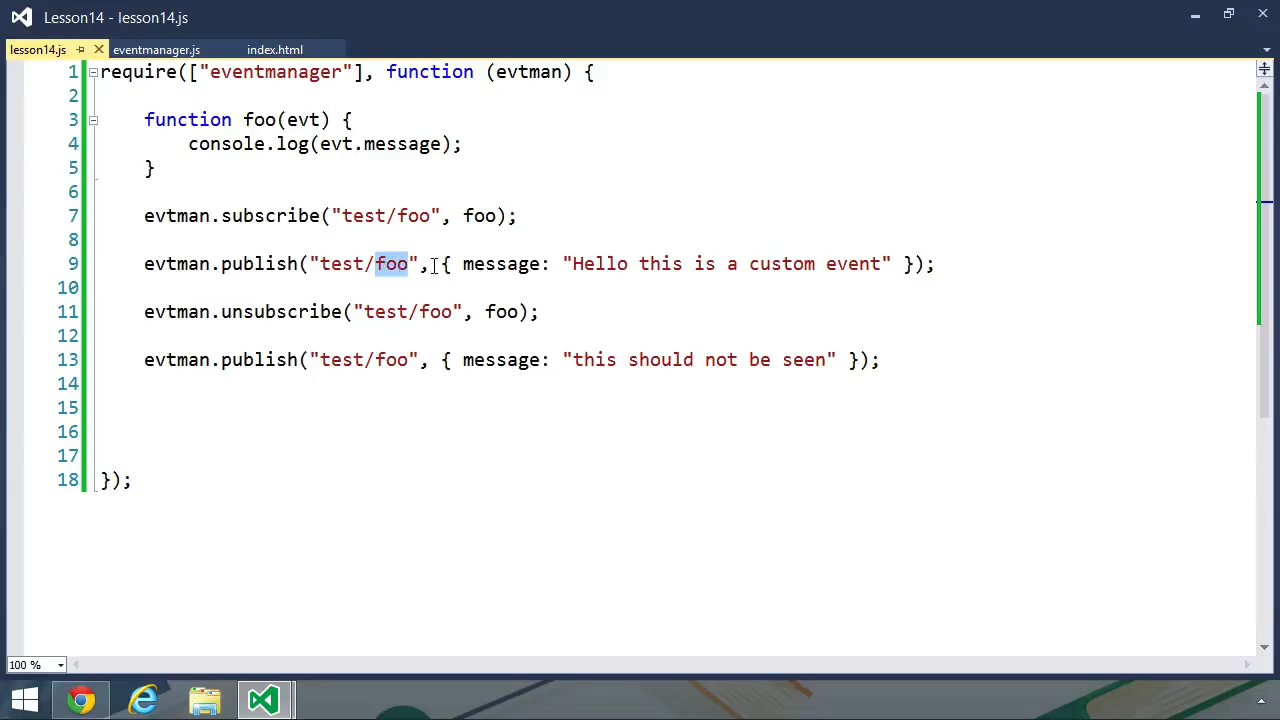 Lesson14 - lesson14.js
lesson14.js eventmanager.js index.html
1 require(["eventmanager"], function (evtman) {
2
3 function foo(evt) {
4 console.log(evt.message);
5 }
6
7 evtman.subscribe("test/foo", foo);
8
9 evtman.publish("test/foo", { message: "Hello this is a custom event" });
10
11 evtman.unsubscribe("test/foo", foo);
12
13 evtman.publish("test/foo", { message: "this should not be seen" });
14
15
16
17
18 });
100 %